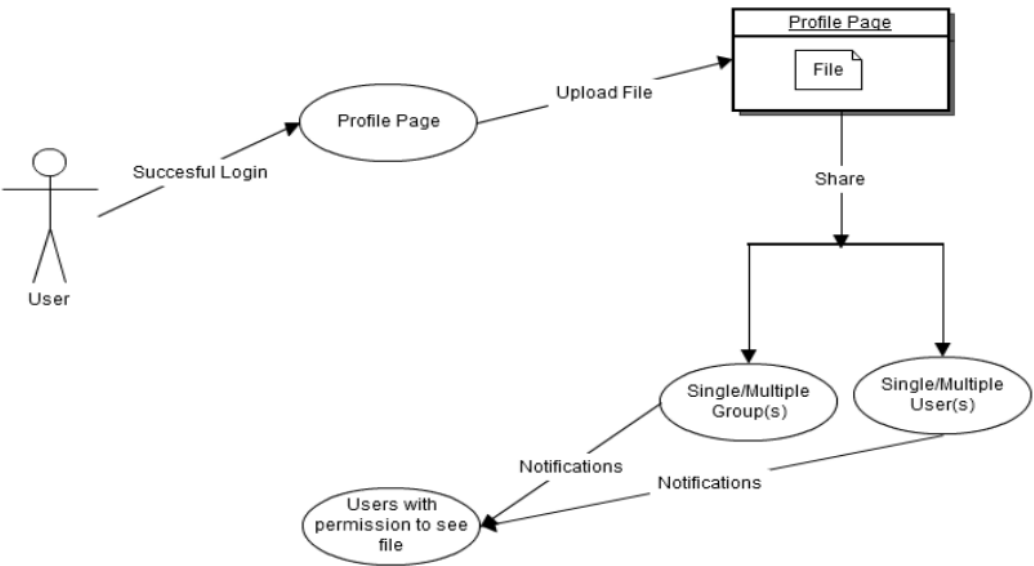 Profile Page
File
Upload File
Profile Page
Succesful Login
Share
User
Single/Multiple
Group(s)
Single/Multiple
User(s)
Notifications
Notifications
Users with
permission to see
file